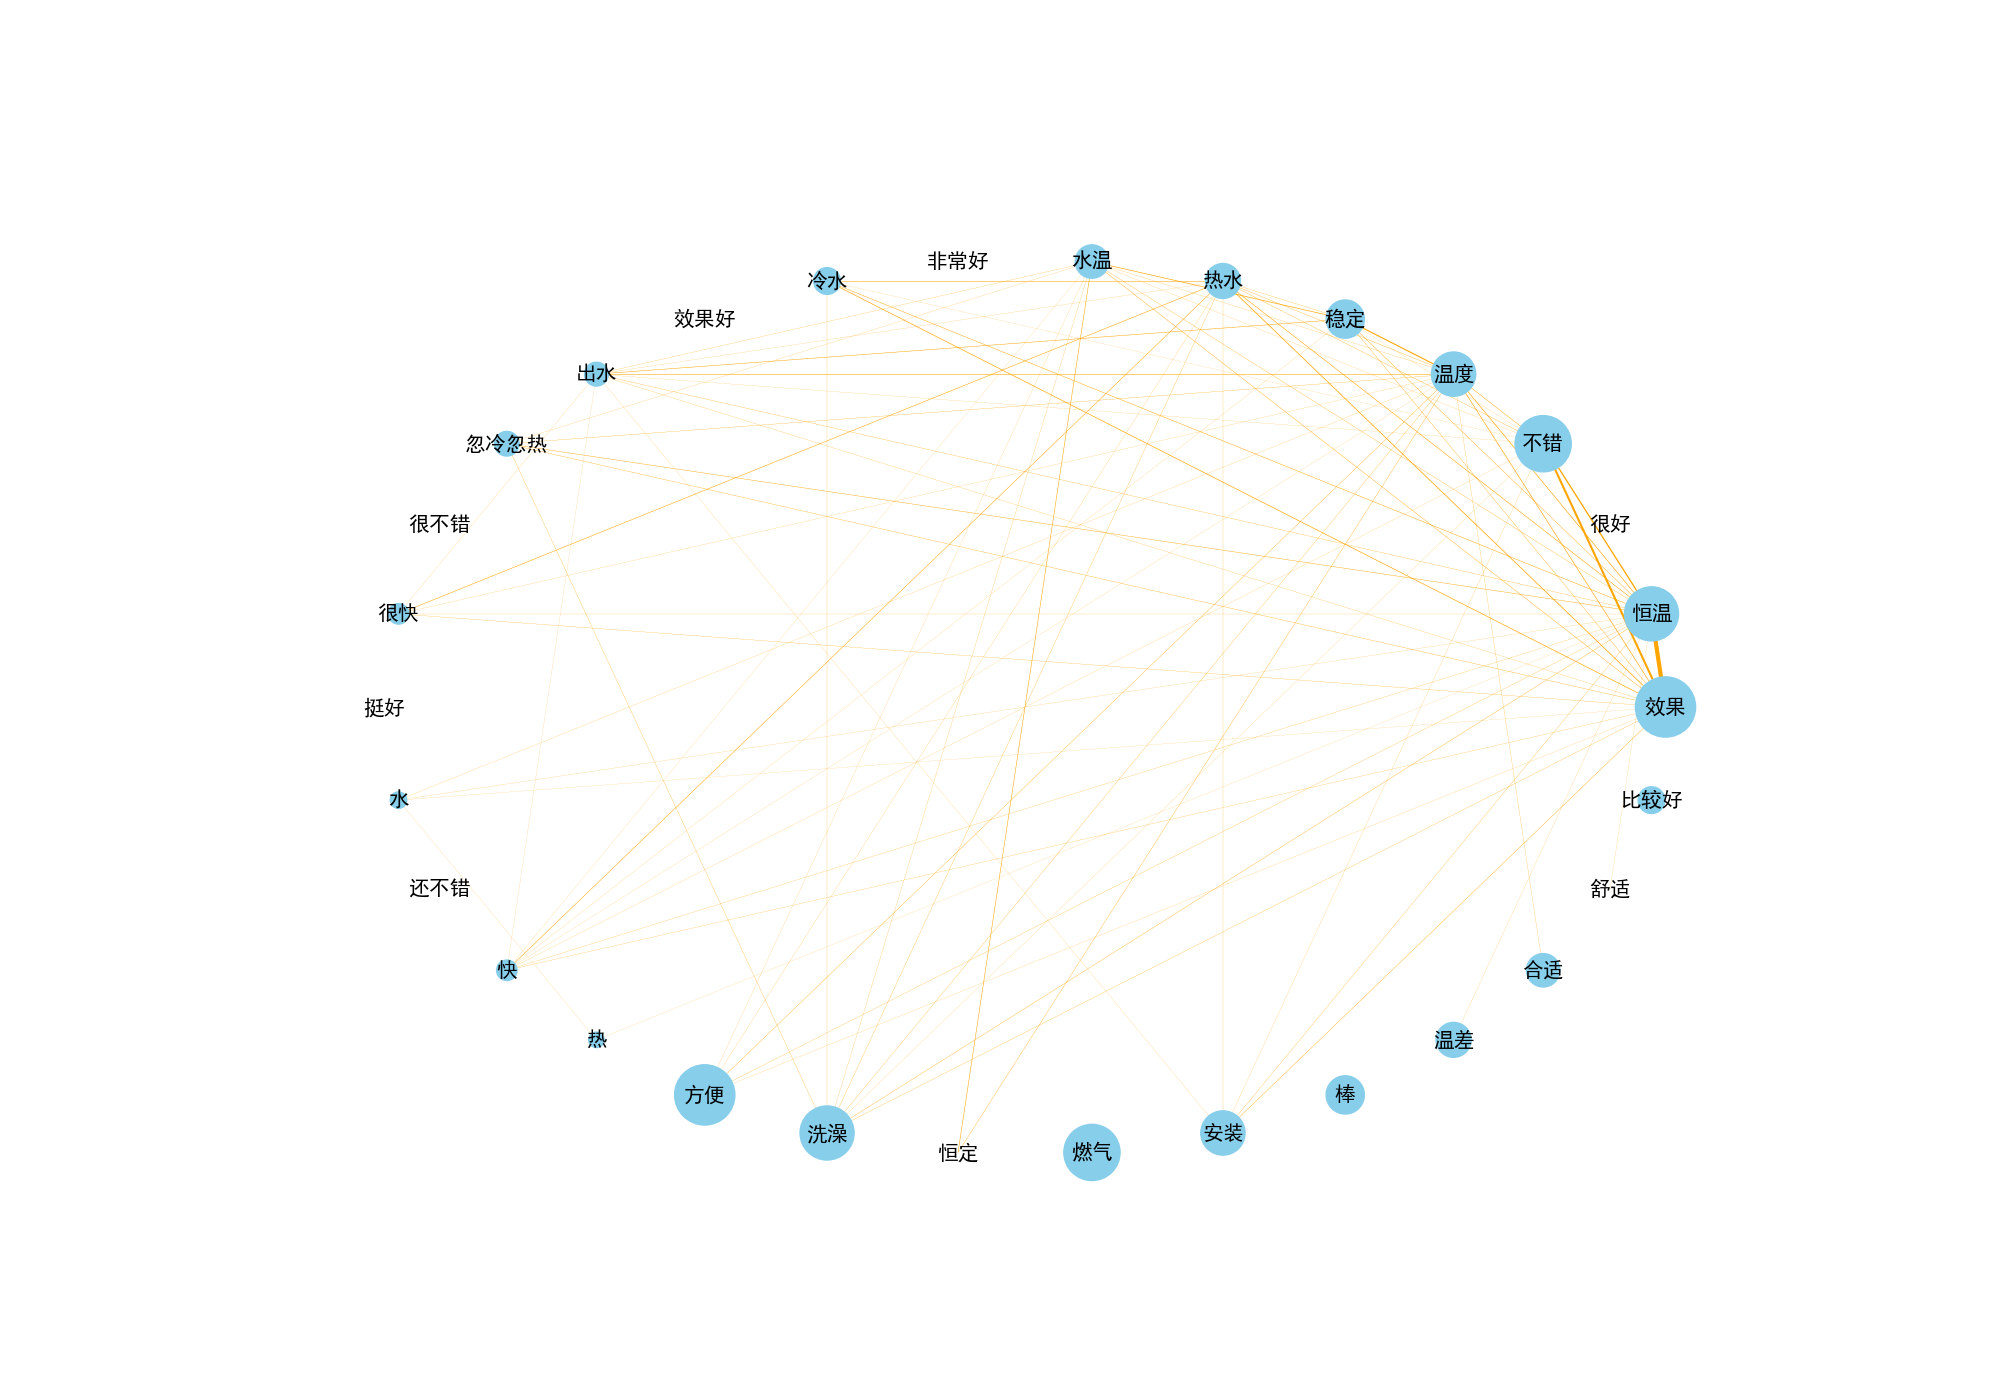 水温
非常好
热水
冷水
效果好
稳定
出水
温度
忽冷忽热
不错
很不错
很好
很快
恒温
挺好
效果
水
比较好
还不错
舒适
快
合适
热
温差
方便
棒
洗澡
安装
恒定
燃气